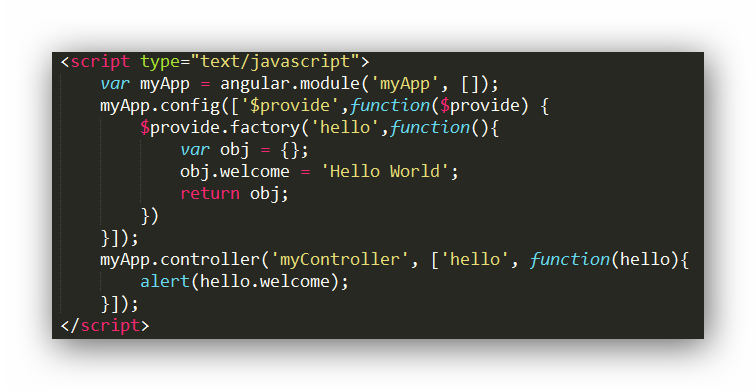 <script type="text/javascript">
    var myApp = angular.module('myApp', []);
    myApp.config(['$provide',function($provide) {
        $provide.factory('hello',function(){
            var obj = {};
            obj.welcome = 'Hello World';
            return obj;
        })
    }]);
    myApp.controller('myController', ['hello', function(hello){
        alert(hello.welcome);
    }]);
</script>